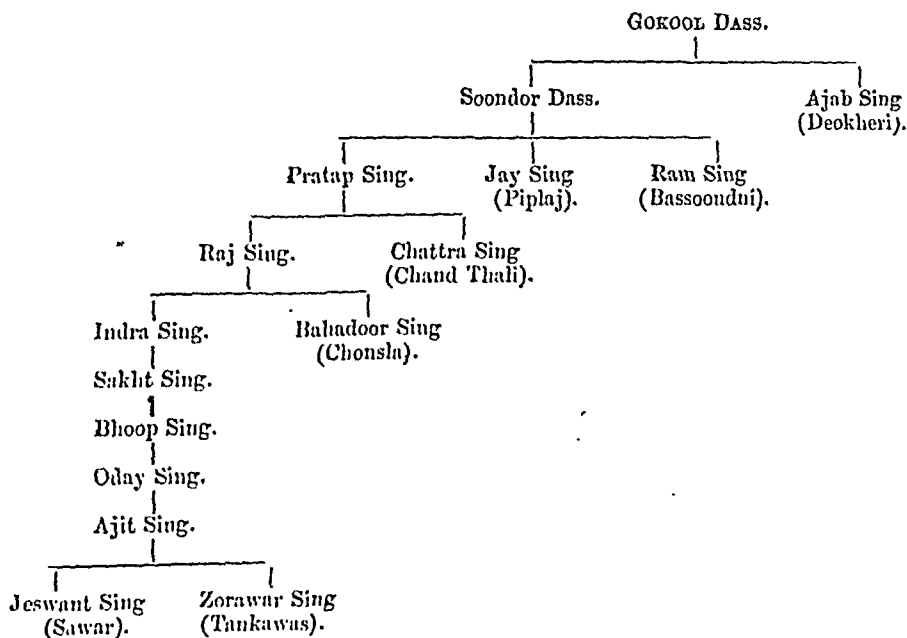 GOKOOL DASS.
Soondor Dass.
Ajab Sing
(Deokheri).
Pratap Sing.
Jay Sing
(Piplaj).
Ram Sing
(Bassoondni).
Raj Sing.
Chattra Sing
(Chand Thali).
Indra Sing.
Bahadoor Sing
(Chonsla).
Sakht Sing.
Bhoop Sing.
Oday Sing.
Ajit Sing.
Jeswant Sing
(Sawar).
Zorawar Sing
(Tankawas).